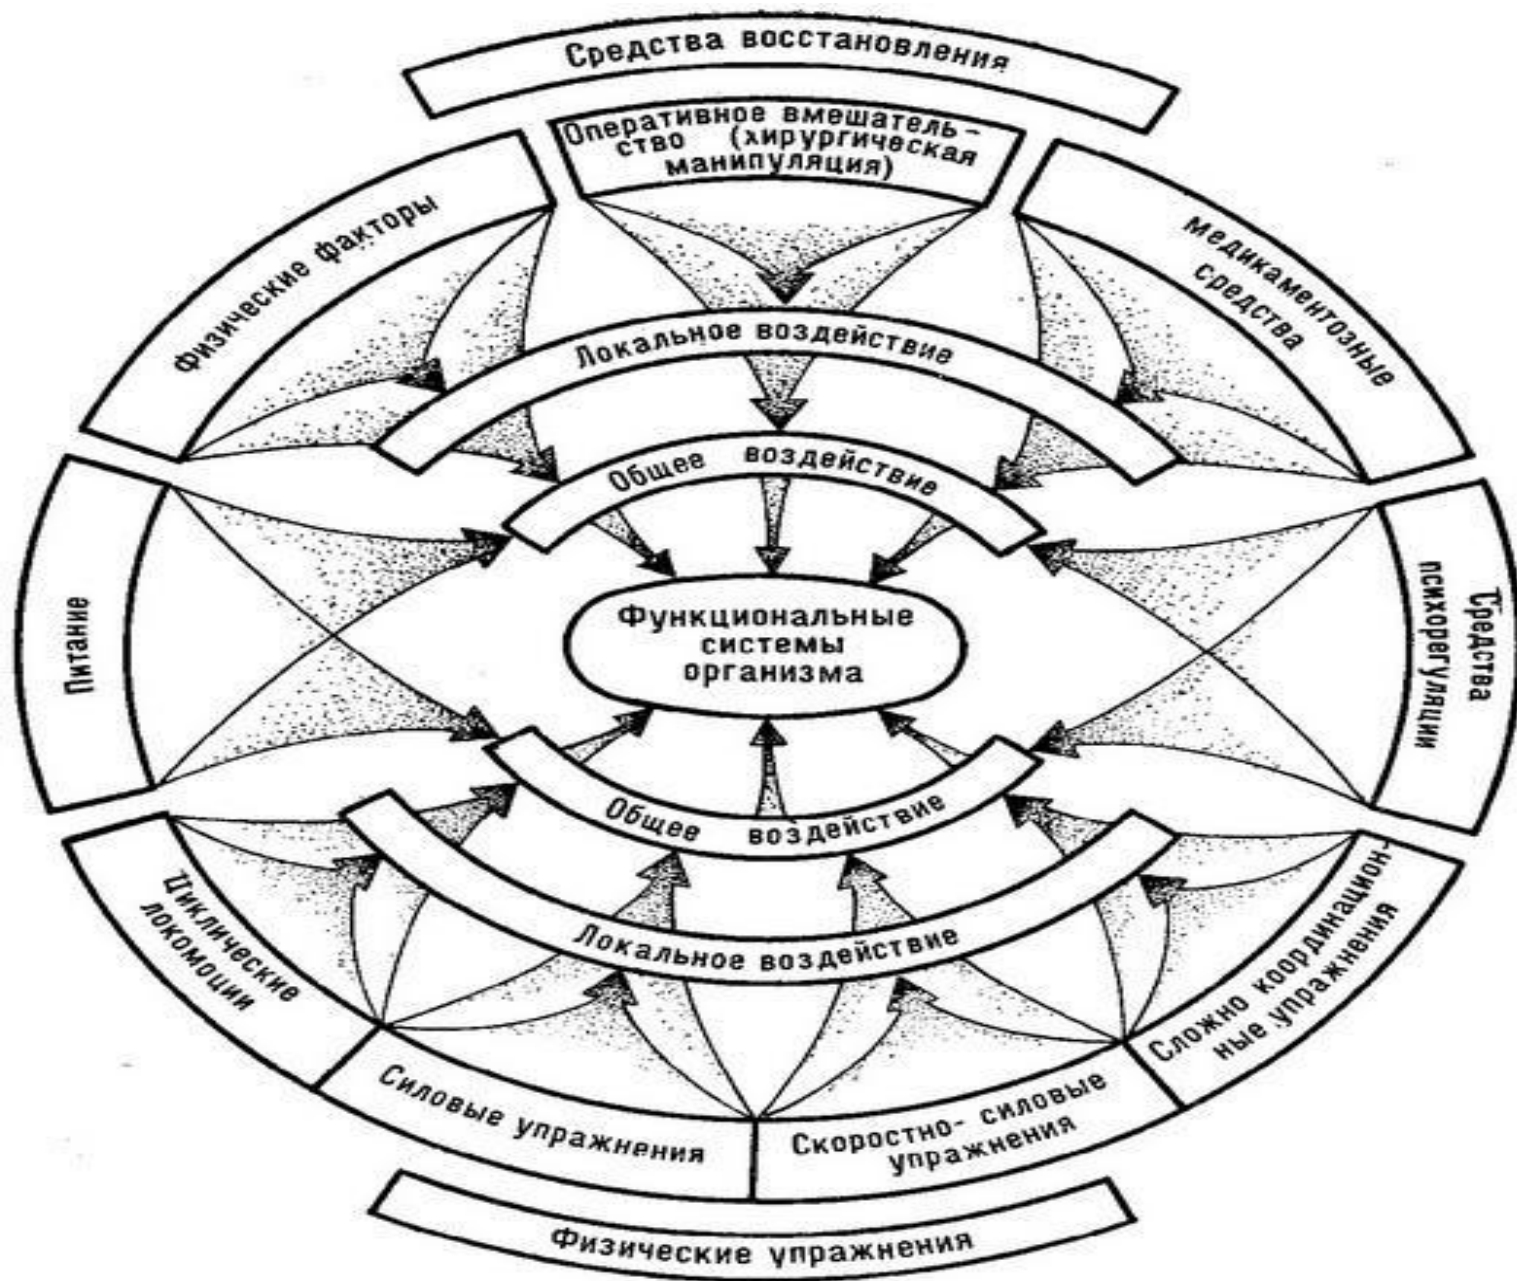 Средства восстановления
Оперативное вмешатель-
ство (хирургическая
манипуляция)
Физические факторы
медикаментозные
средства
Локальное воздействие
Общее воздействие
Питание
Функциональные
системы
организма
Средства
психорегуляции
Общее воздействие
Локальное воздействие
Циклические
локомоции
Силовые упражнения
Скоростно-силовые
упражнения
Сложно координацион-
ные упражнения
Физические упражнения